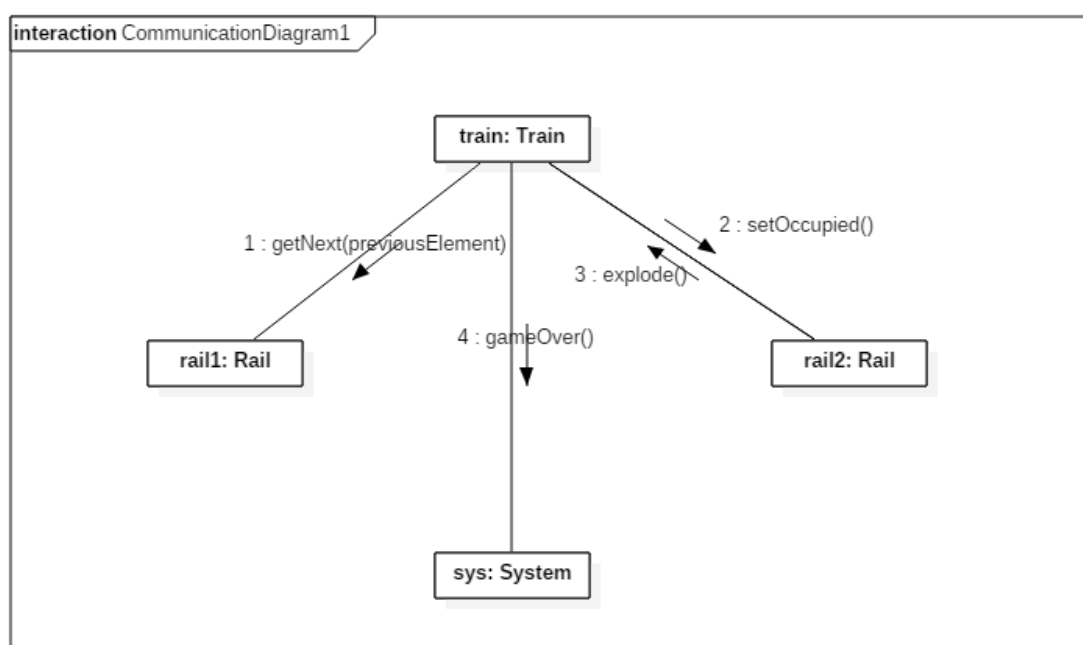 interaction CommunicationDiagram1
train: Train
2 : setOccupied()
1 : getNext(previousElement)
3 : explode()
4 : gameOver()
rail1: Rail
rail2: Rail
sys: System